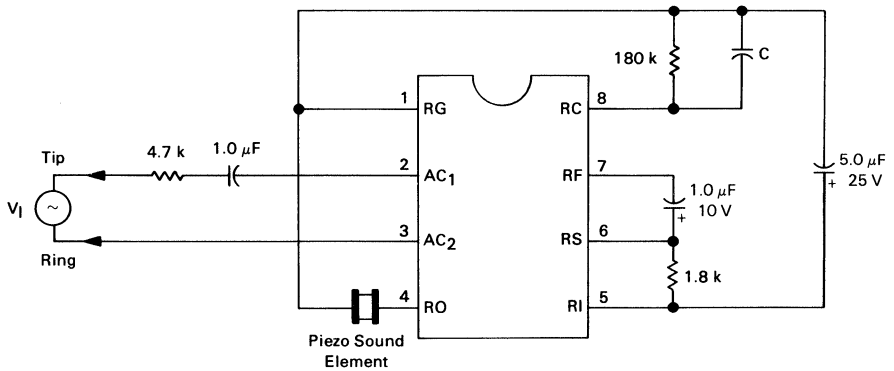 180 k
C
1
RG
RC
8
Tip
4.7 k
1.0 μF
2
AC1
RF
7
1.0 μF
+ 10 V
5.0 μF
+ 25 V
VI
~
3
AC2
RS
6
Ring
1.8 k
4
RO
RI
5
Piezo Sound
Element